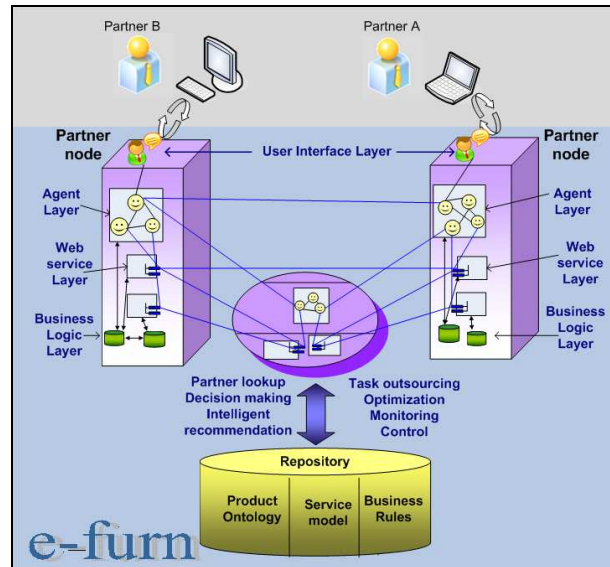 Partner B
Partner A
Partner
node
User Interface Layer
Partner
node
Agent
Layer
Agent
Layer
Web
service
Layer
Web
service
Layer
Business
Logic
Layer
Business
Logic
Layer
Partner lookup
Decision making
Intelligent
recommendation
Task outsourcing
Optimization
Monitoring
Control
Repository
Product
Ontology
Service
model
Business
Rules
e-furn